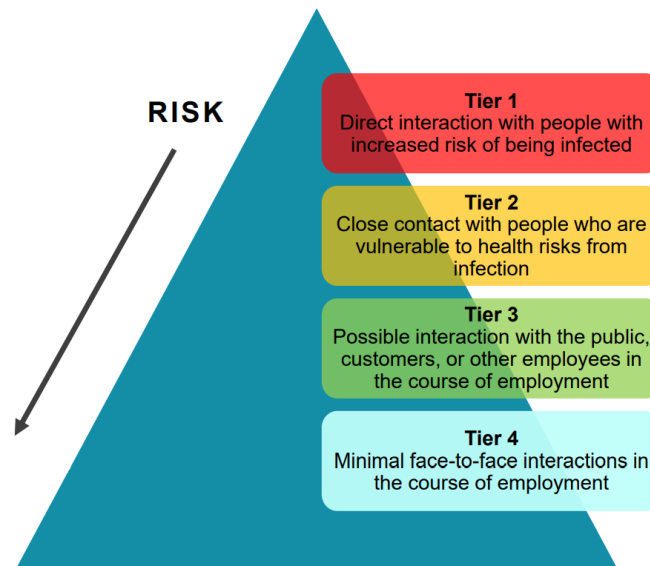 RISK
Tier 1
Direct interaction with people with
increased risk of being infected
Tier 2
Close contact with people who are
vulnerable to health risks from
infection
Tier 3
Possible interaction with the public,
customers, or other employees in
the course of employment
Tier 4
Minimal face-to-face interactions in
the course of employment